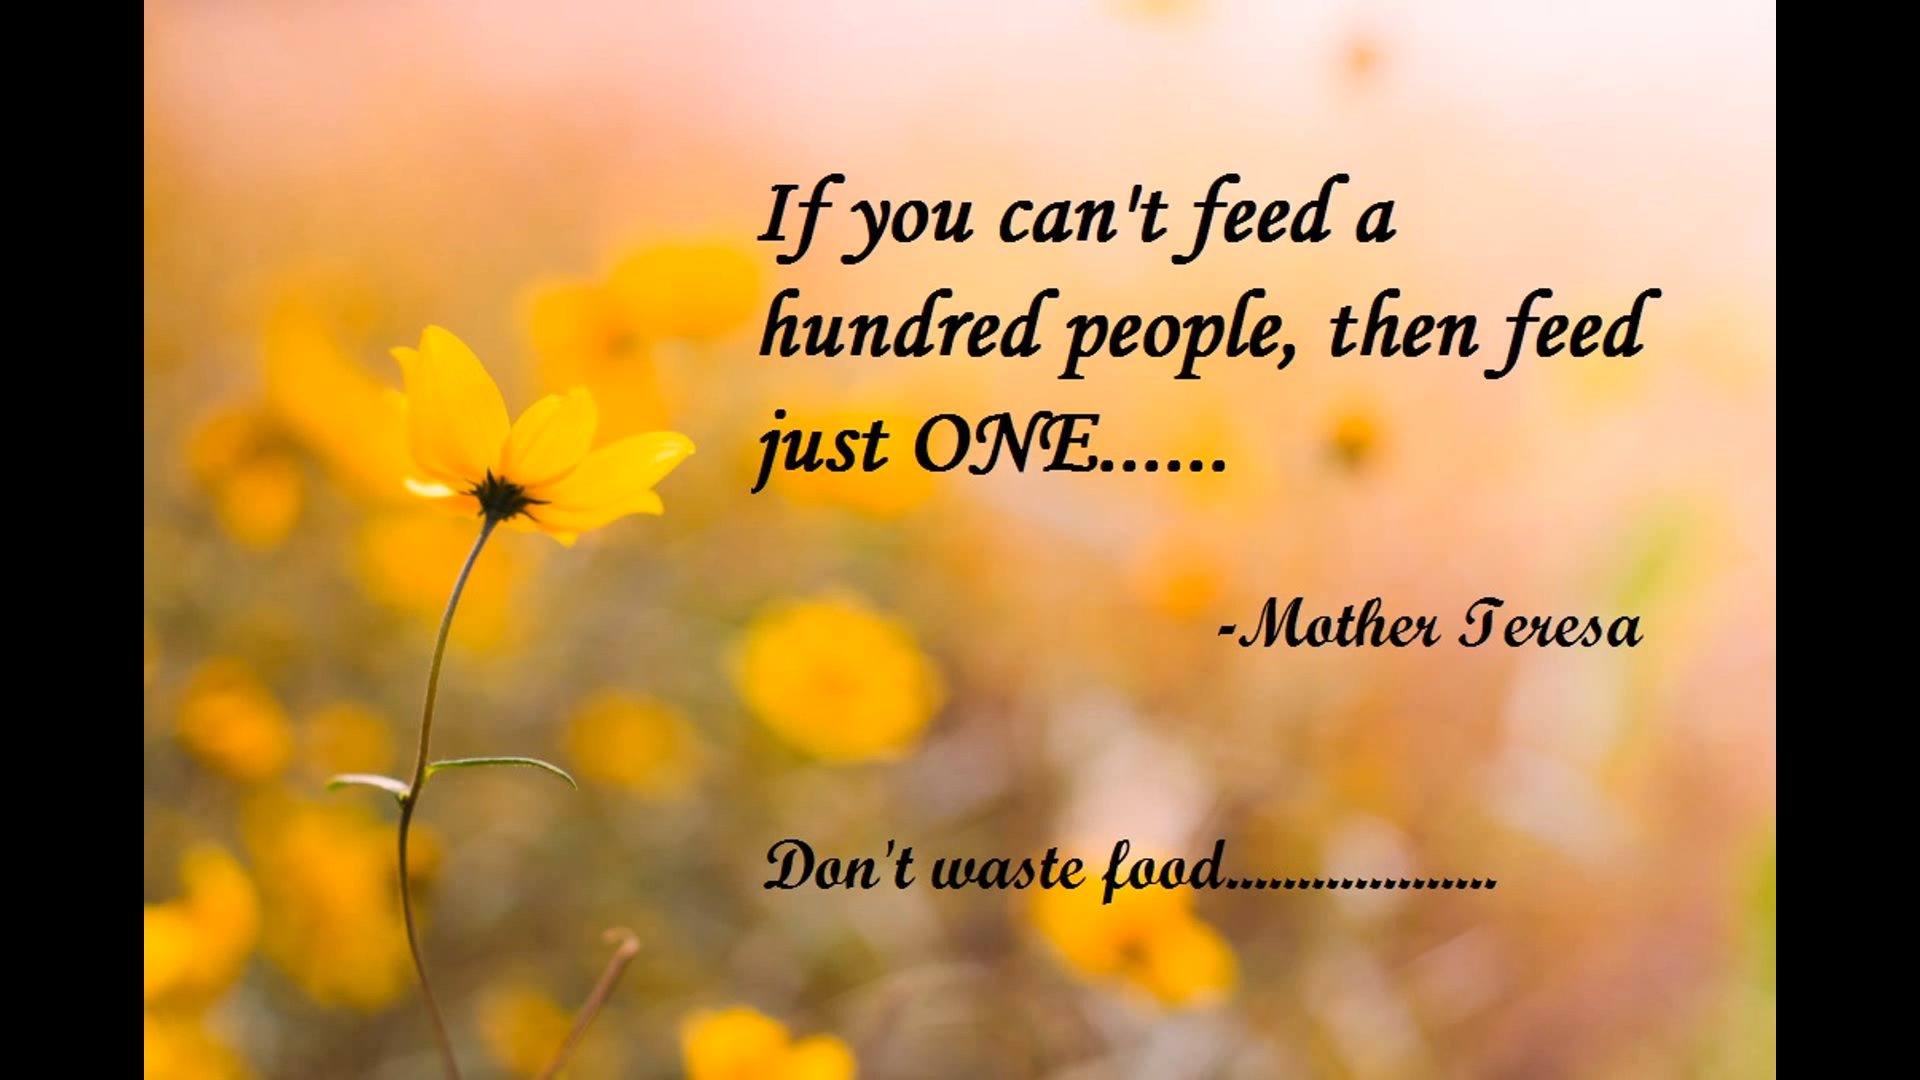 If you can't feed a
hundred people, then feed
just ONE......
-Mother Teresa
Don't waste food...................